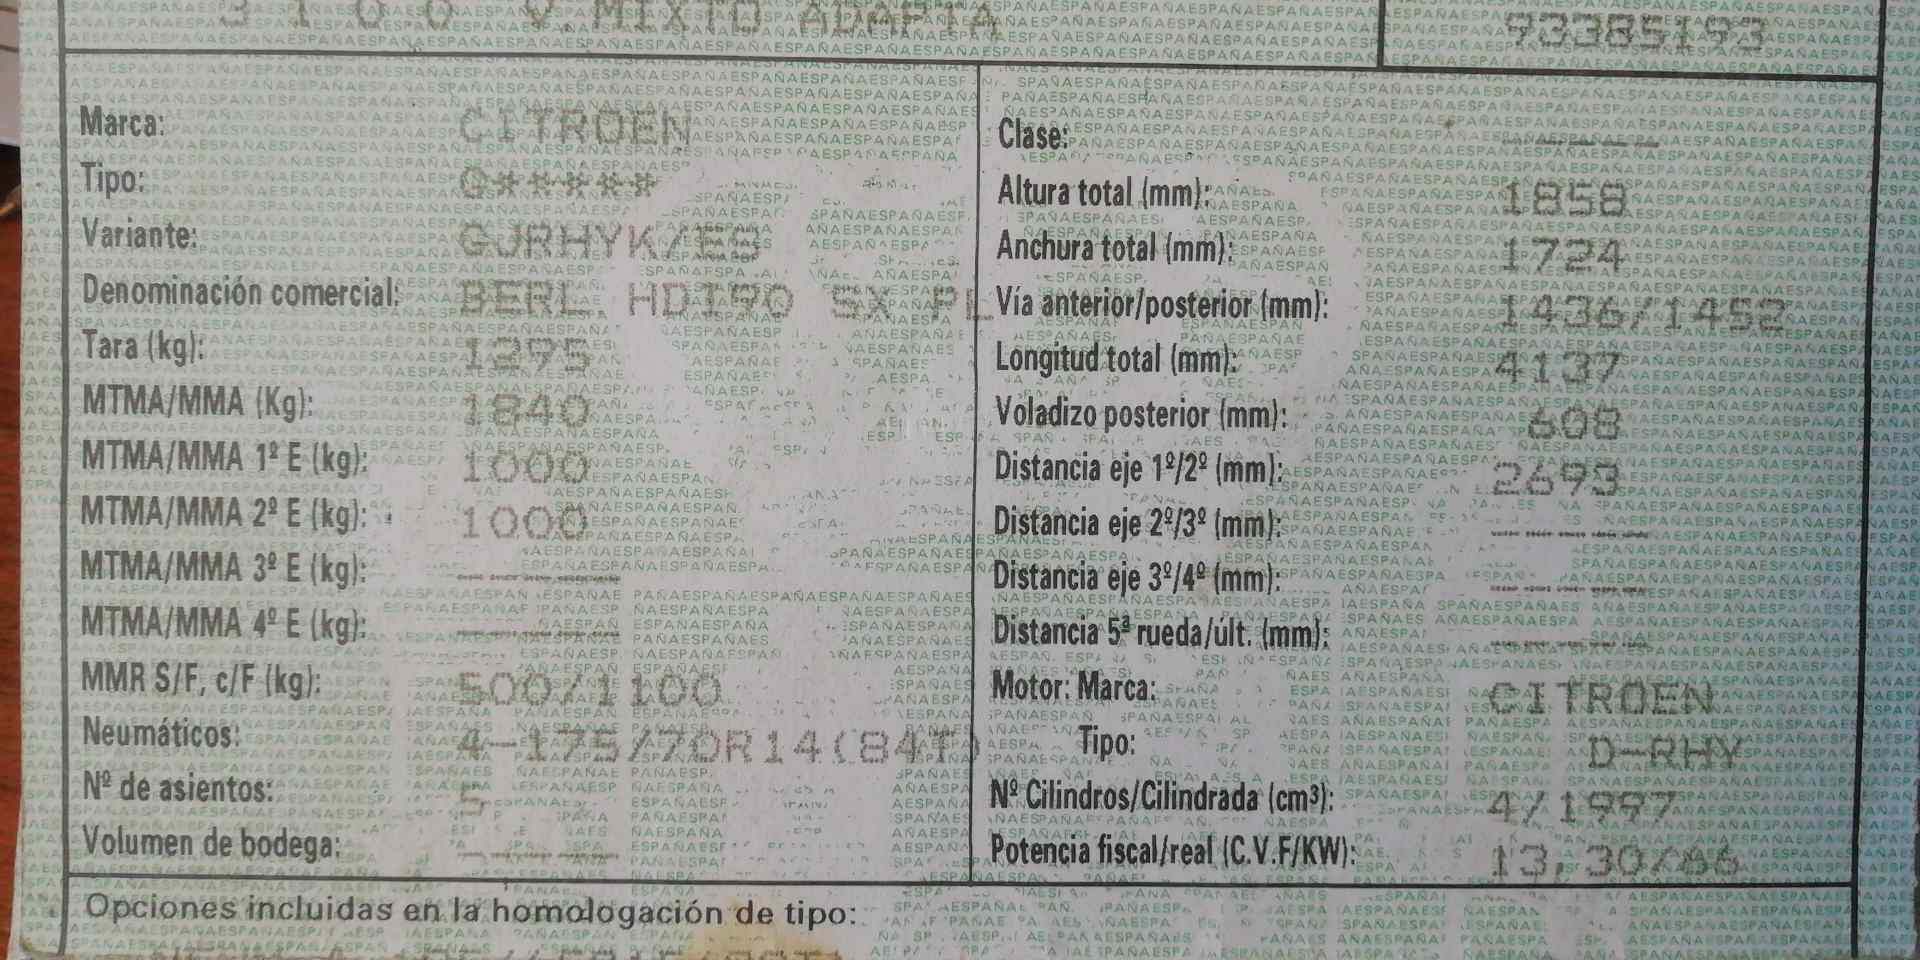 3 1 0 0 V.MIXTO ADAPTA
93385193
Marca: CITROEN
Tipo: G*****
Variante: GJRHYK/ES
Denominación comercial: BERL. HDI90 SX PL
Tara (kg): 1275
MTMA/MMA (Kg): 1840
MTMA/MMA 1º E (kg): 1000
MTMA/MMA 2º E (kg): 1000
MTMA/MMA 3º E (kg): -----
MTMA/MMA 4º E (kg): -----
MMR S/F, c/F (kg): 500/1100
Neumáticos: 4-175/70R14(84T)
Nº de asientos: 5
Volumen de bodega: -----
Clase: -----
Altura total (mm): 1858
Anchura total (mm): 1724
Vía anterior/posterior (mm): 1436/1452
Longitud total (mm): 4137
Voladizo posterior (mm): 608
Distancia eje 1º/2º (mm): 2693
Distancia eje 2º/3º (mm): -----
Distancia eje 3º/4º (mm): -----
Distancia 5ª rueda/últ. (mm): -----
Motor: Marca: CITROEN
Tipo: D-RHY
Nº Cilindros/Cilindrada (cm³): 4/1997
Potencia fiscal/real (C.V.F/KW): 13,30/66
Opciones incluidas en la homologación de tipo: